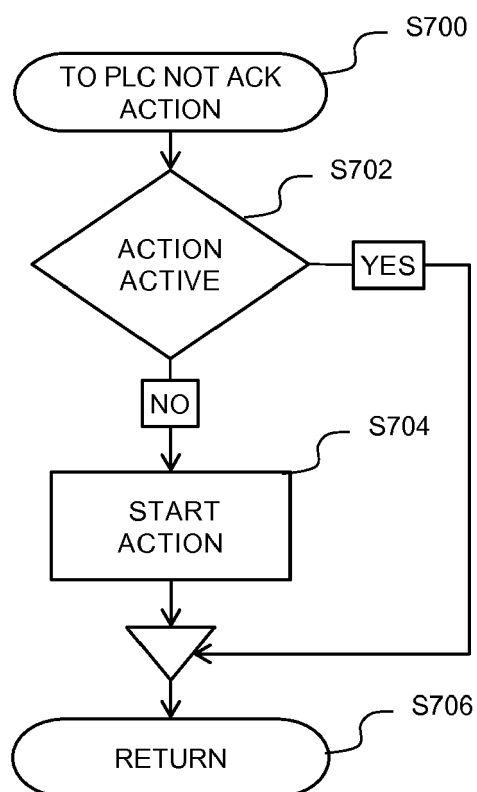 S700
TO PLC NOT ACK
ACTION
S702
ACTION
ACTIVE
YES
NO
S704
START
ACTION
S706
RETURN